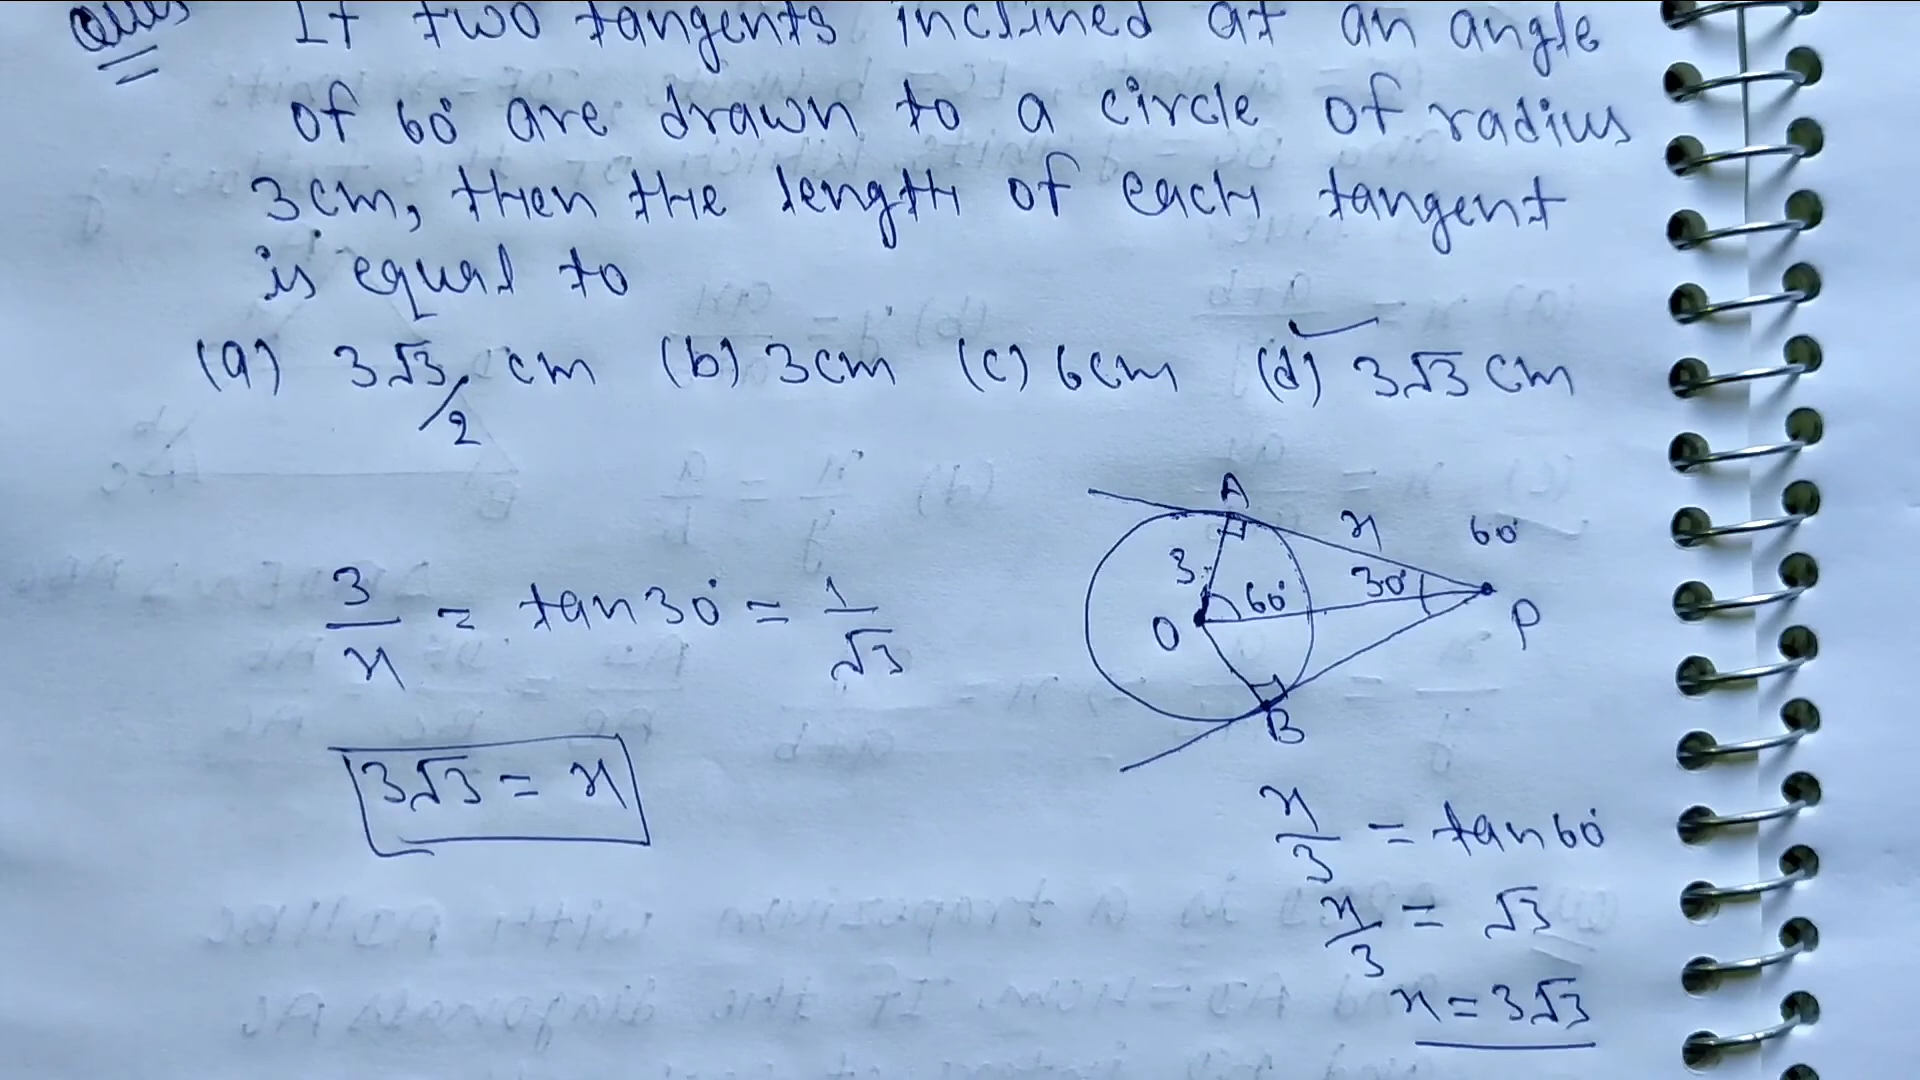 Ques If two tangents inclined at an angle
of 60° are drawn to a circle of radius
3cm, then the length of each tangent
is equal to
(a) 3√3/2 cm (b) 3cm (c) 6cm (d) 3√3 cm
A
x 60°
3 30°
60°
O P
B
3/x = tan30° = 1/√3
3√3 = x
x/3 = tan60°
x/3 = √3
x = 3√3